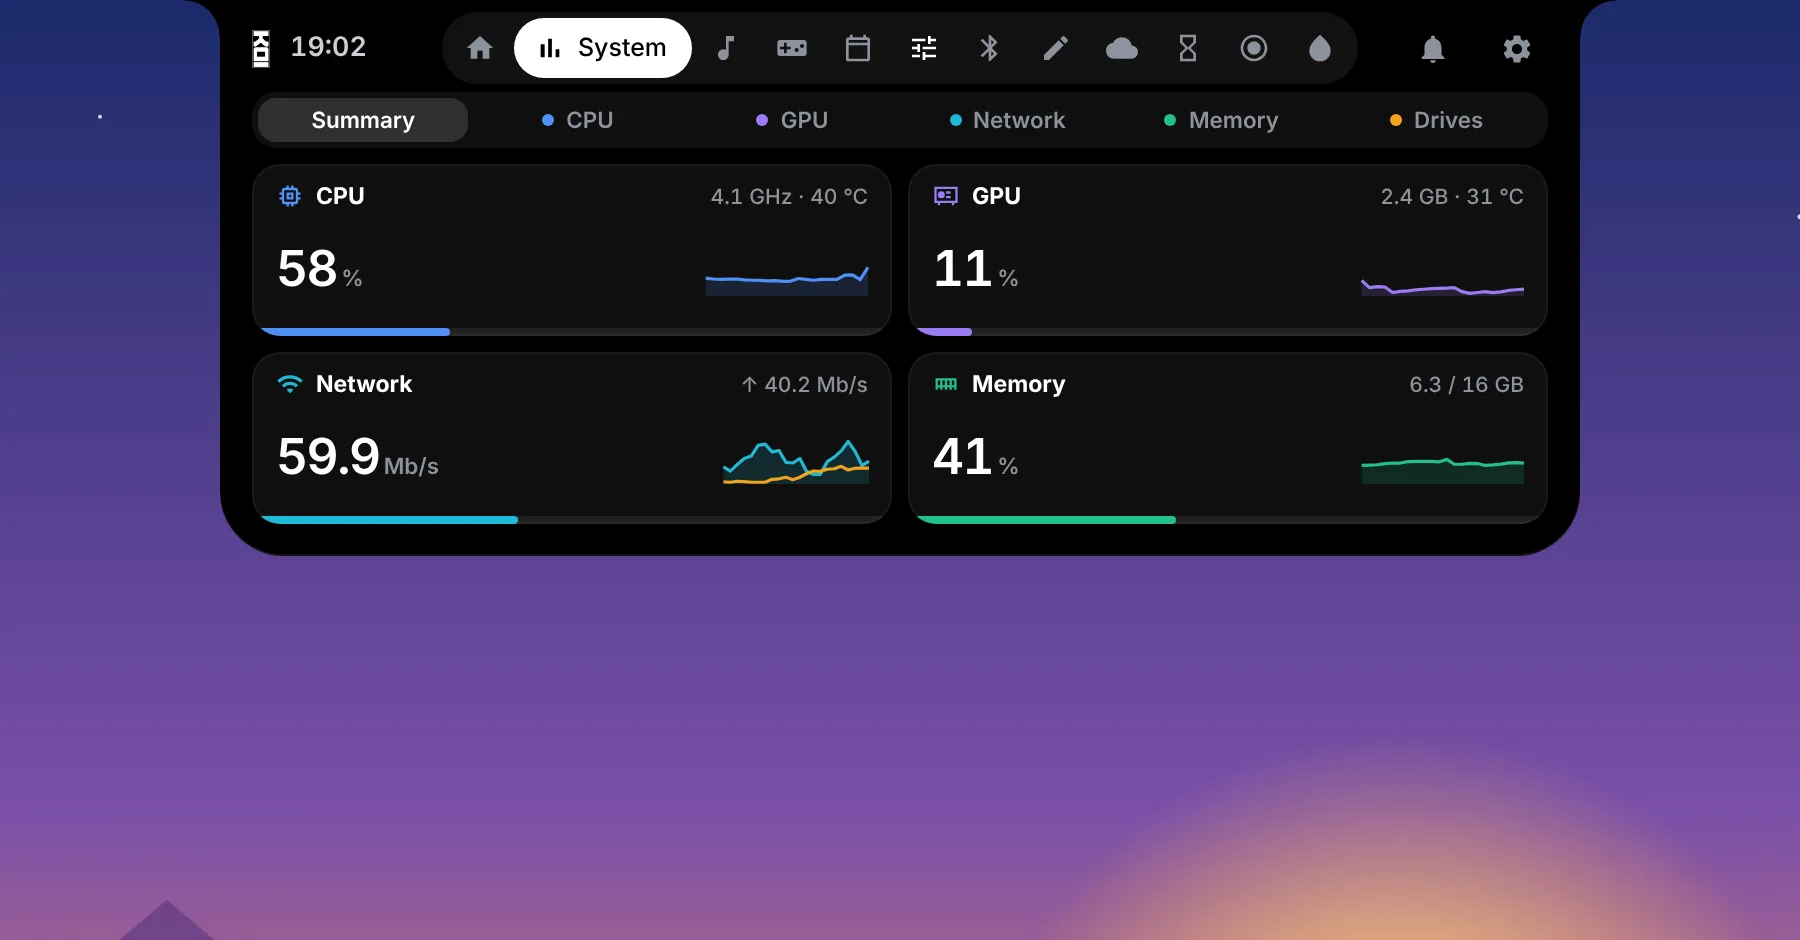 19:02
System
Summary
CPU
GPU
Network
Memory
Drives
CPU
4.1 GHz · 40 °C
58 %
GPU
2.4 GB · 31 °C
11 %
Network
↑ 40.2 Mb/s
59.9 Mb/s
Memory
6.3 / 16 GB
41 %